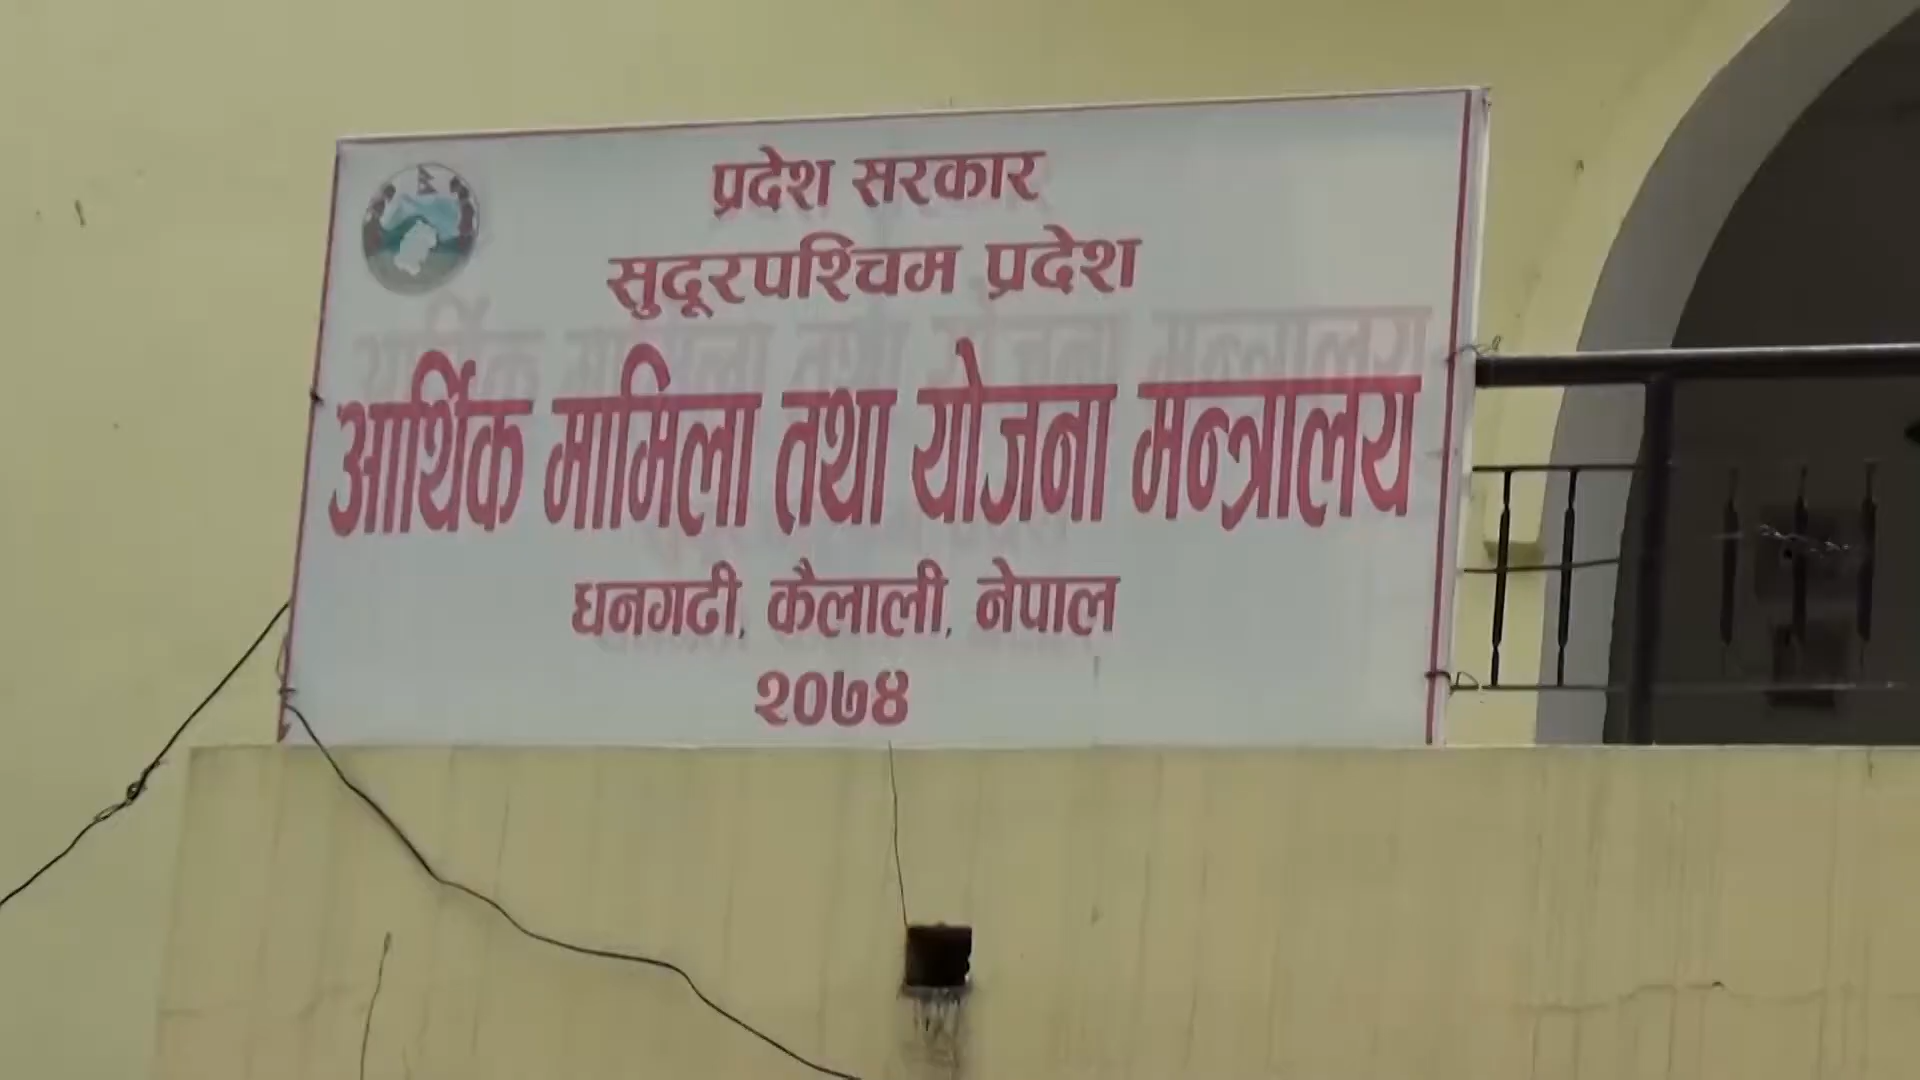 प्रदेश सरकार
सुदूरपश्चिम प्रदेश
आर्थिक मामिला तथा योजना मन्त्रालय
धनगढी, कैलाली, नेपाल
२०७४